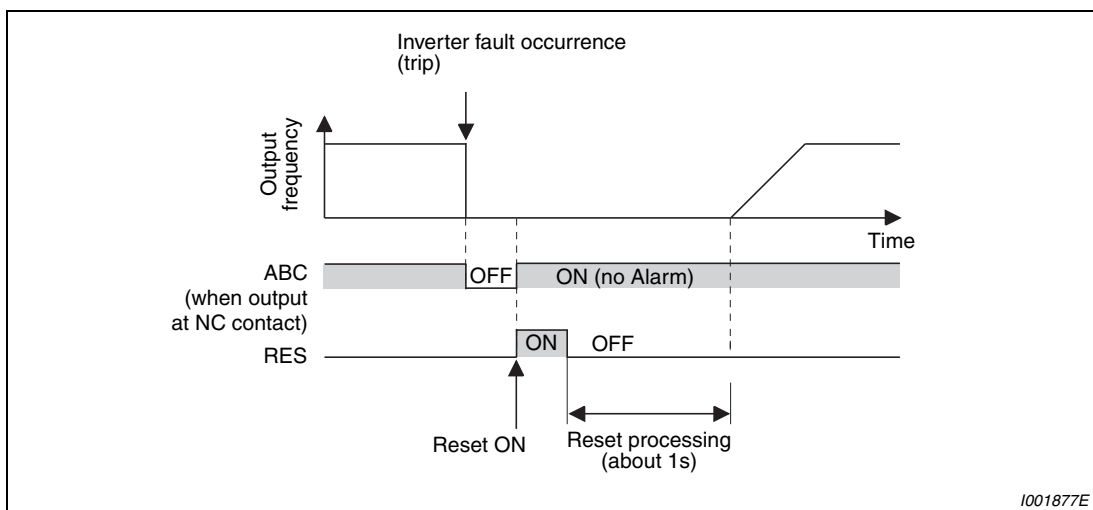 Inverter fault occurrence
(trip)
Output
frequency
Time
ABC
(when output
at NC contact)
OFF
ON (no Alarm)
RES
ON
OFF
Reset ON
Reset processing
(about 1s)
I001877E